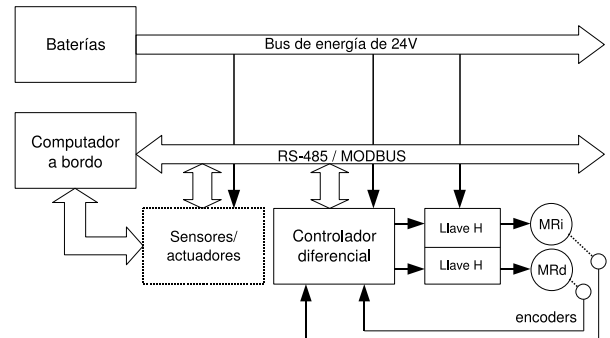 Baterías
Bus de energía de 24V
Computador
a bordo
RS-485 / MODBUS
Sensores/
actuadores
Controlador
diferencial
Llave H
Llave H
MRi
MRd
encoders